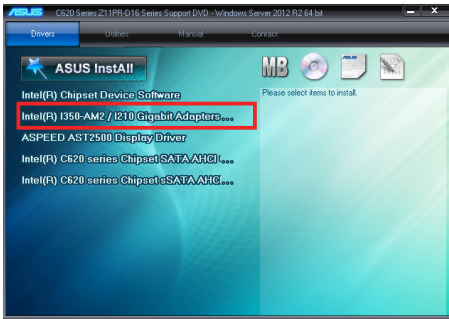 ASUS C620 Series Z11PR-D16 Series Support DVD - Windows Server 2012 R2 64 bit
Drivers Utilities Manual Contact
ASUS InstAll
MB
Please select items to install.
Intel(R) Chipset Device Software
Intel(R) I350-AM2 / I210 Gigabit Adapters...
ASPEED AST2500 Display Driver
Intel(R) C620 series Chipset SATA AHCI (...
Intel(R) C620 series Chipset sSATA AHCI...